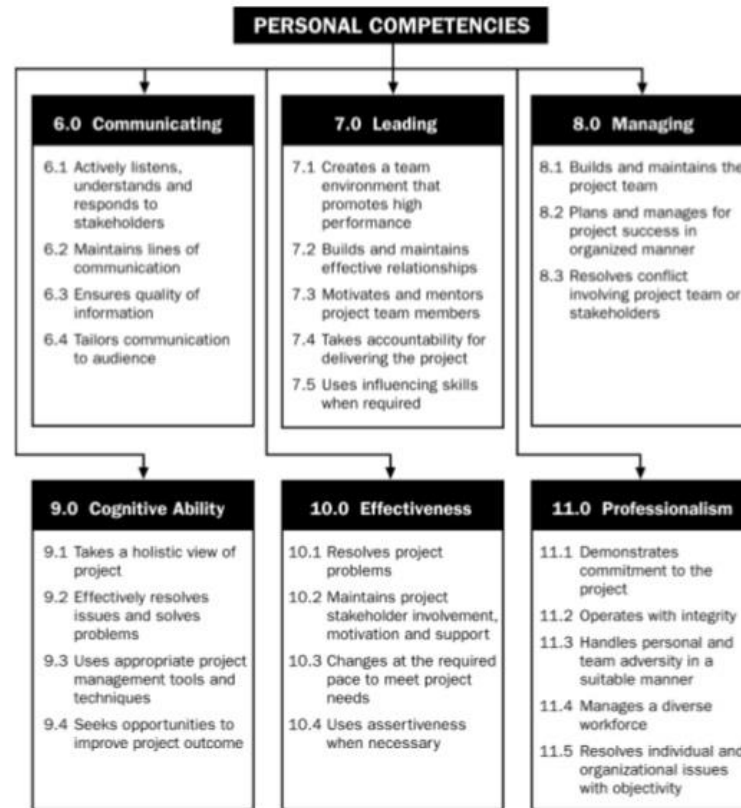 PERSONAL COMPETENCIES
6.0 Communicating
6.1 Actively listens,
understands and
responds to
stakeholders
6.2 Maintains lines of
communication
6.3 Ensures quality of
information
6.4 Tailors communication
to audience
7.0 Leading
7.1 Creates a team
environment that
promotes high
performance
7.2 Builds and maintains
effective relationships
7.3 Motivates and mentors
project team members
7.4 Takes accountability for
delivering the project
7.5 Uses influencing skills
when required
8.0 Managing
8.1 Builds and maintains the
project team
8.2 Plans and manages for
project success in
organized manner
8.3 Resolves conflict
involving project team or
stakeholders
9.0 Cognitive Ability
9.1 Takes a holistic view of
project
9.2 Effectively resolves
issues and solves
problems
9.3 Uses appropriate project
management tools and
techniques
9.4 Seeks opportunities to
improve project outcome
10.0 Effectiveness
10.1 Resolves project
problems
10.2 Maintains project
stakeholder involvement,
motivation and support
10.3 Changes at the required
pace to meet project
needs
10.4 Uses assertiveness
when necessary
11.0 Professionalism
11.1 Demonstrates
commitment to the
project
11.2 Operates with integrity
11.3 Handles personal and
team adversity in a
suitable manner
11.4 Manages a diverse
workforce
11.5 Resolves individual and
organizational issues
with objectivity